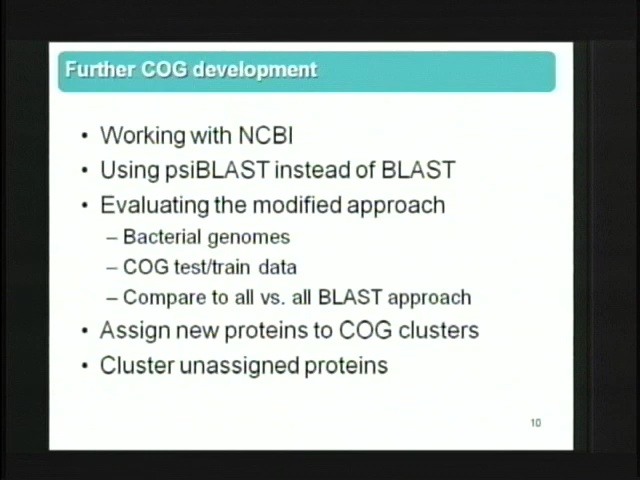 Further COG development
• Working with NCBI
• Using psiBLAST instead of BLAST
• Evaluating the modified approach
– Bacterial genomes
– COG test/train data
– Compare to all vs. all BLAST approach
• Assign new proteins to COG clusters
• Cluster unassigned proteins
10